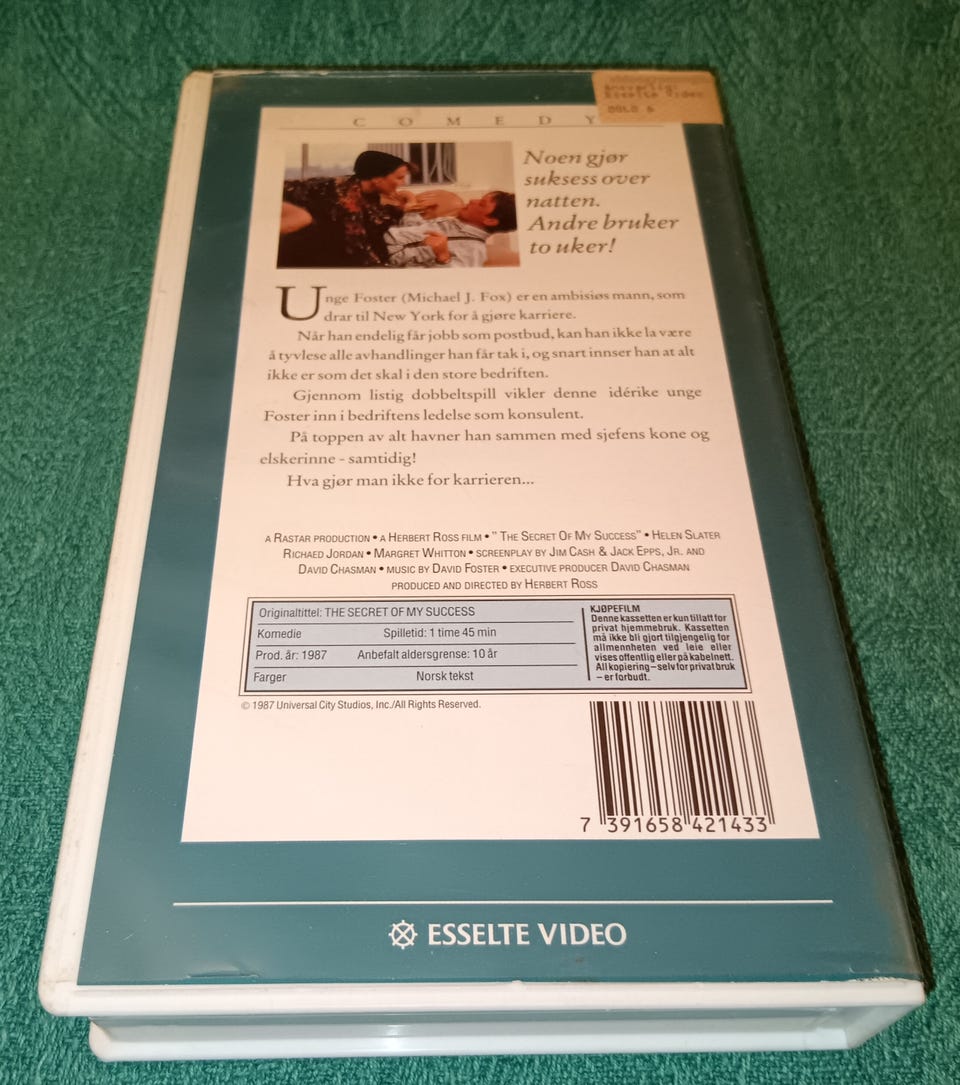 Ansvarlig:
Esselte Video
OSLO 6
COMEDY
Noen gjør
suksess over
natten.
Andre bruker
to uker!
Unge Foster (Michael J. Fox) er en ambisiøs mann, som
drar til New York for å gjøre karriere.
Når han endelig får jobb som postbud, kan han ikke la være
å tyvlese alle avhandlinger han får tak i, og snart innser han at alt
ikke er som det skal i den store bedriften.
Gjennom listig dobbeltspill vikler denne idérike unge
Foster inn i bedriftens ledelse som konsulent.
På toppen av alt havner han sammen med sjefens kone og
elskerinne - samtidig!
Hva gjør man ikke for karrieren...
A RASTAR PRODUCTION • A HERBERT ROSS FILM • " THE SECRET OF MY SUCCESS" • HELEN SLATER
RICHAED JORDAN • MARGRET WHITTON • SCREENPLAY BY JIM CASH & JACK EPPS, JR. AND
DAVID CHASMAN • MUSIC BY DAVID FOSTER • EXECUTIVE PRODUCER DAVID CHASMAN
PRODUCED AND DIRECTED BY HERBERT ROSS
Originaltittel: THE SECRET OF MY SUCCESS
Komedie Spilletid: 1 time 45 min
Prod. år: 1987 Anbefalt aldersgrense: 10 år
Farger Norsk tekst
KJØPEFILM
Denne kassetten er kun tillatt for
privat hjemmebruk. Kassetten
må ikke bli gjort tilgjengelig for
allmennheten ved leie eller
vises offentlig eller på kabelnett.
All kopiering – selv for privat bruk
– er forbudt.
© 1987 Universal City Studios, Inc./All Rights Reserved.
7 391658 421433
ESSELTE VIDEO